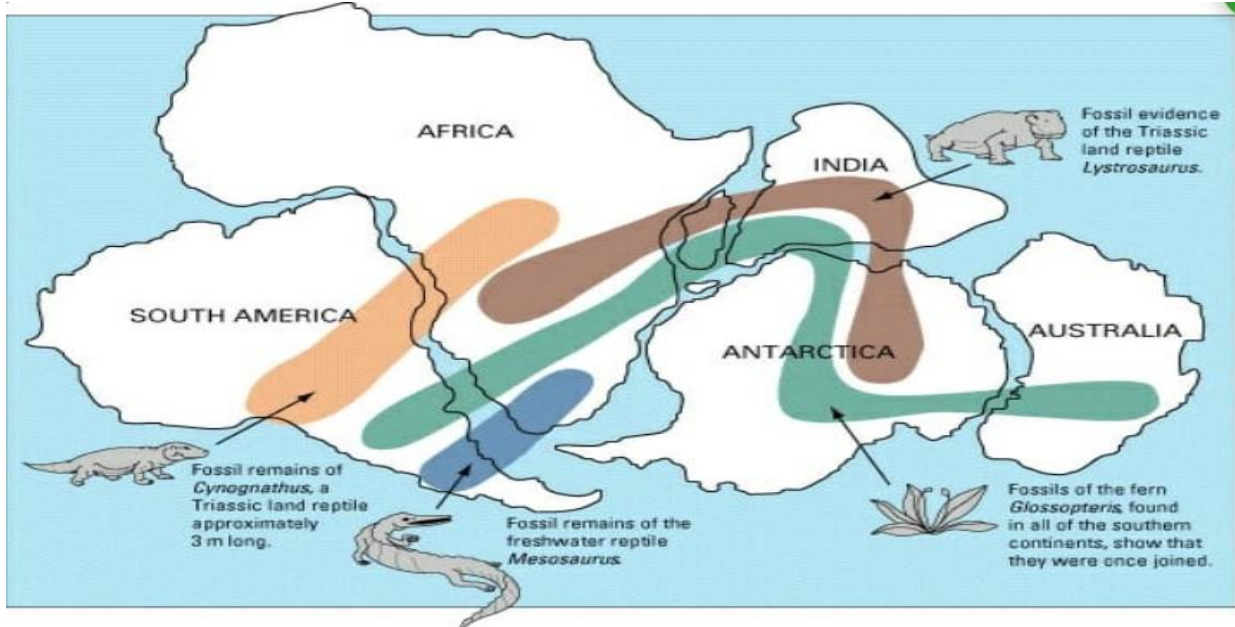 AFRICA
INDIA
SOUTH AMERICA
ANTARCTICA
AUSTRALIA
Fossil evidence
of the Triassic
land reptile
Lystrosaurus.
Fossil remains of
Cynognathus, a
Triassic land reptile
approximately
3 m long.
Fossil remains of the
freshwater reptile
Mesosaurus.
Fossils of the fern
Glossopteris, found
in all of the southern
continents, show that
they were once joined.